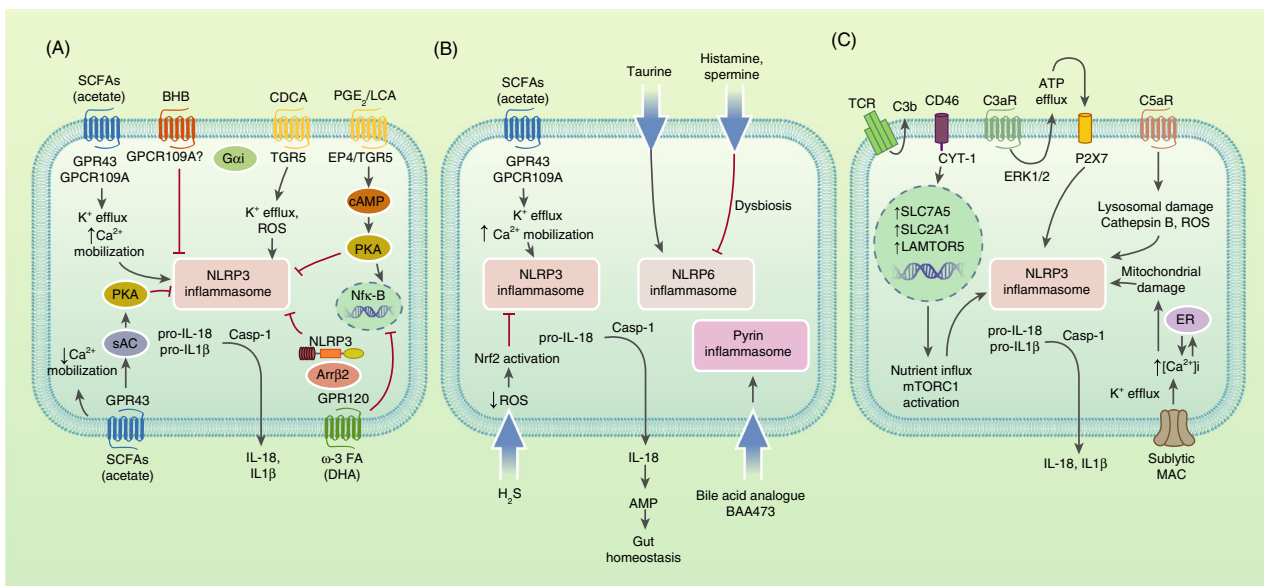 (A)
SCFAs
(acetate)
BHB
CDCA
PGE2/LCA
GPR43
GPCR109A
GPCR109A?
Gαi
TGR5
EP4/TGR5
cAMP
PKA
K+ efflux
↑Ca2+
mobilization
K+ efflux,
ROS
NLRP3
inflammasome
PKA
Nfκ-B
sAC
pro-IL-18
pro-IL1β
Casp-1
NLRP3
Arrβ2
↓Ca2+
mobilization
GPR43
GPR120
SCFAs
(acetate)
IL-18,
IL1β
ω-3 FA
(DHA)
(B)
SCFAs
(acetate)
Taurine
Histamine,
spermine
GPR43
GPCR109A
K+ efflux
↑ Ca2+ mobilization
Dysbiosis
NLRP3
inflammasome
NLRP6
inflammasome
Pyrin
inflammasome
pro-IL-18
Casp-1
Nrf2 activation
↓ROS
H2S
IL-18
AMP
Gut
homeostasis
Bile acid analogue
BAA473
(C)
TCR
C3b
CD46
C3aR
ATP
efflux
C5aR
CYT-1
ERK1/2
P2X7
↑SLC7A5
↑SLC2A1
↑LAMTOR5
Lysosomal damage
Cathepsin B, ROS
NLRP3
inflammasome
Mitochondrial
damage
ER
pro-IL-18
pro-IL1β
Casp-1
↑[Ca2+]i
Nutrient influx
mTORC1
activation
K+ efflux
IL-18, IL1β
Sublytic
MAC